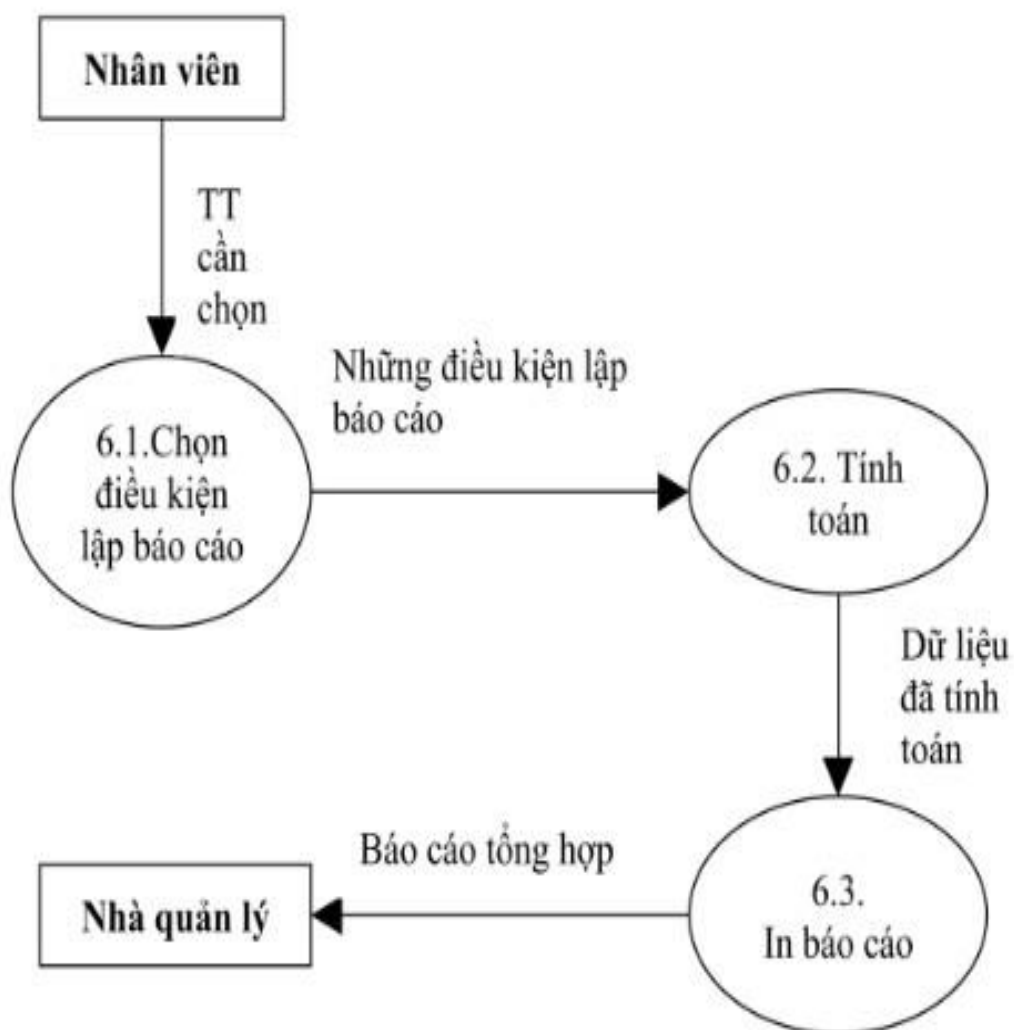 Nhân viên
TT
cần
chọn
Những điều kiện lập
báo cáo
6.1.Chọn
điều kiện
lập báo cáo
6.2. Tính
toán
Dữ liệu
đã tính
toán
Báo cáo tổng hợp
Nhà quản lý
6.3.
In báo cáo